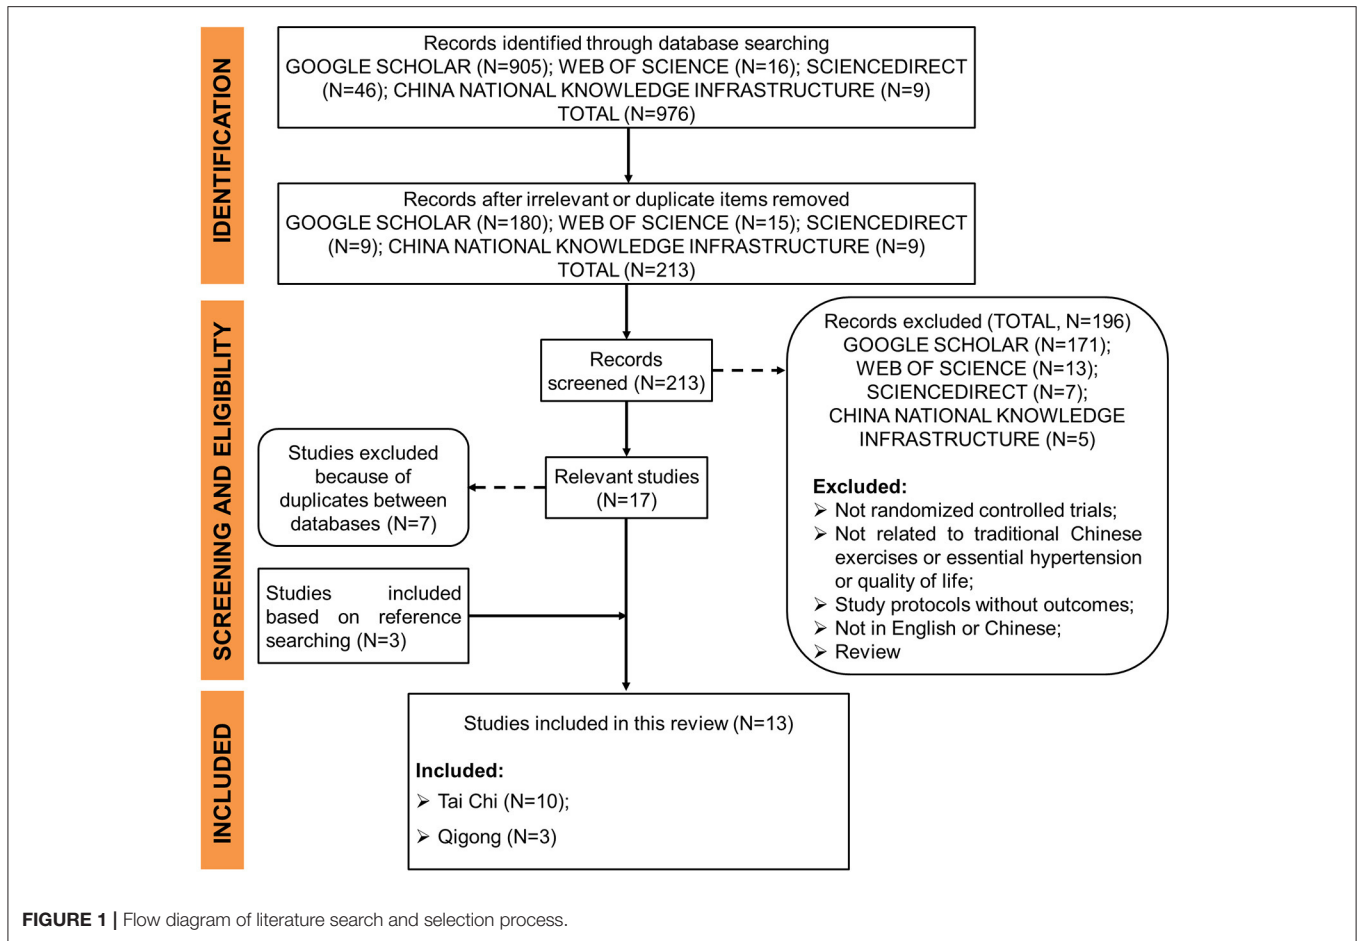 IDENTIFICATION
Records identified through database searching
GOOGLE SCHOLAR (N=905); WEB OF SCIENCE (N=16); SCIENCEDIRECT
(N=46); CHINA NATIONAL KNOWLEDGE INFRASTRUCTURE (N=9)
TOTAL (N=976)
Records after irrelevant or duplicate items removed
GOOGLE SCHOLAR (N=180); WEB OF SCIENCE (N=15); SCIENCEDIRECT
(N=9); CHINA NATIONAL KNOWLEDGE INFRASTRUCTURE (N=9)
TOTAL (N=213)
SCREENING AND ELIGIBILITY
Records
screened (N=213)
Records excluded (TOTAL, N=196)
GOOGLE SCHOLAR (N=171);
WEB OF SCIENCE (N=13);
SCIENCEDIRECT (N=7);
CHINA NATIONAL KNOWLEDGE
INFRASTRUCTURE (N=5)
Excluded:
➢ Not randomized controlled trials;
➢ Not related to traditional Chinese
exercises or essential hypertension
or quality of life;
➢ Study protocols without outcomes;
➢ Not in English or Chinese;
➢ Review
Relevant studies
(N=17)
Studies excluded
because of
duplicates between
databases (N=7)
Studies included
based on reference
searching (N=3)
INCLUDED
Studies included in this review (N=13)
Included:
➢ Tai Chi (N=10);
➢ Qigong (N=3)
FIGURE 1 | Flow diagram of literature search and selection process.